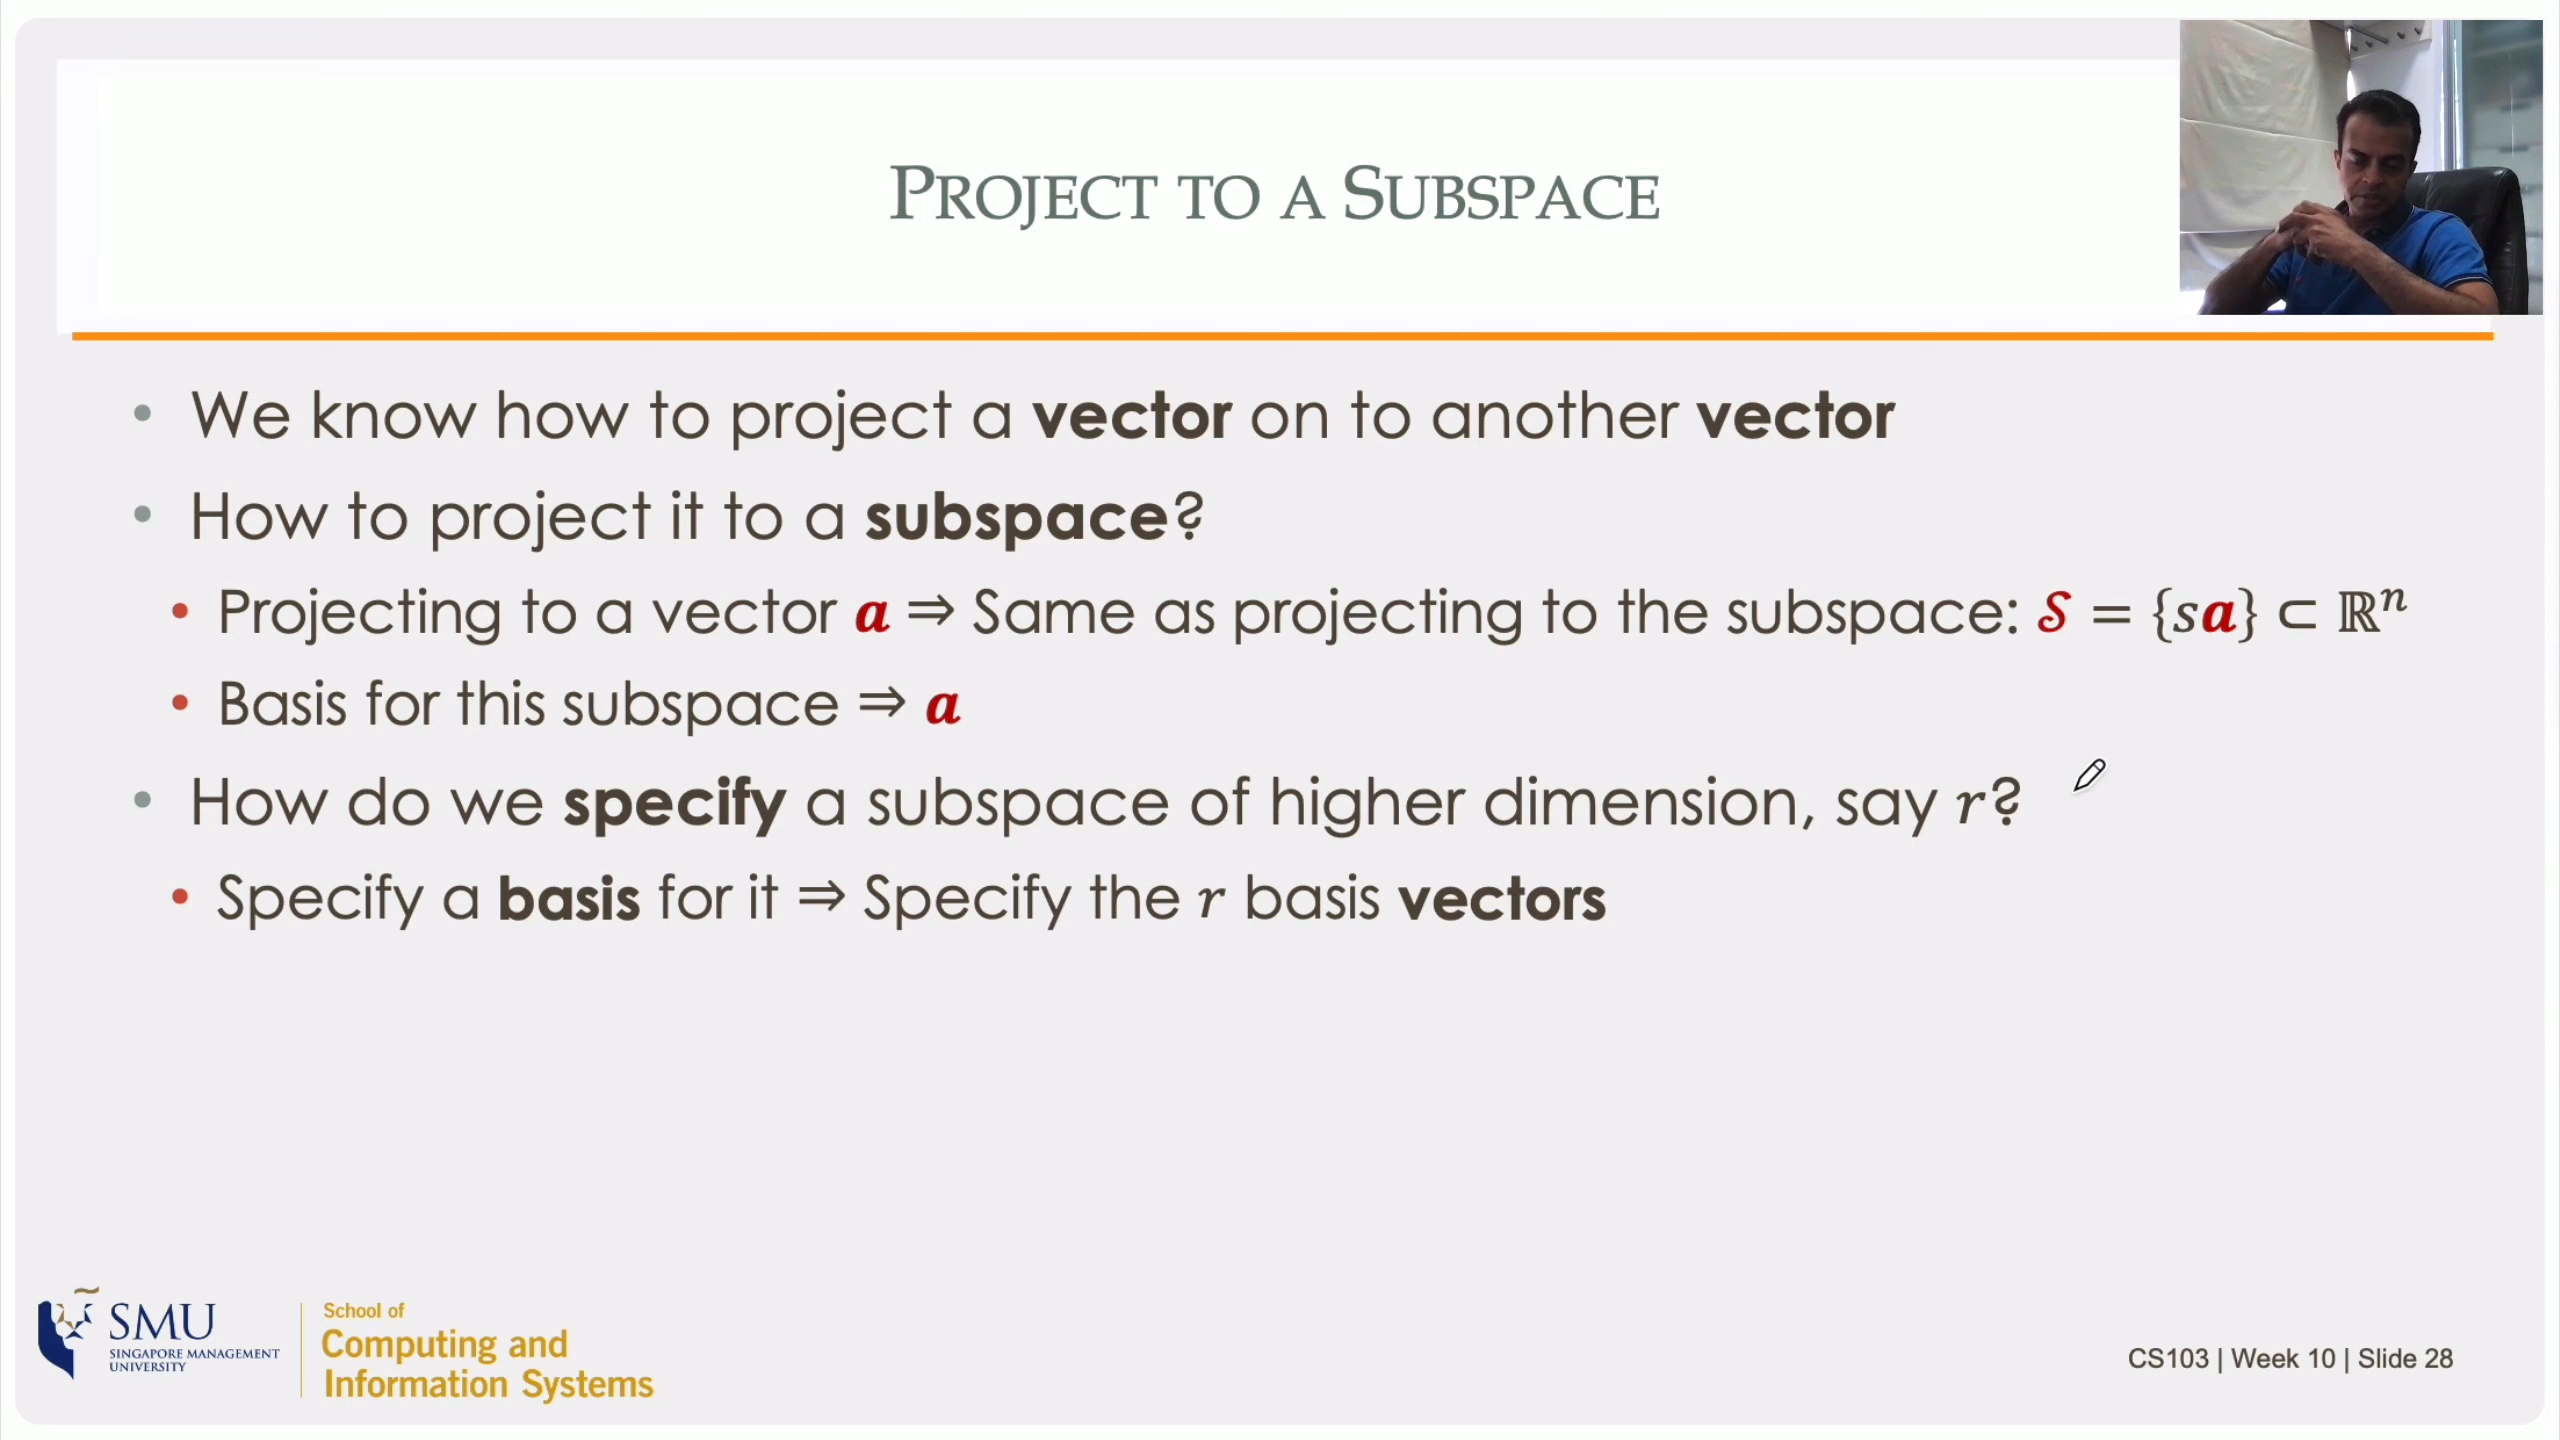 PROJECT TO A SUBSPACE
• We know how to project a vector on to another vector
• How to project it to a subspace?
• Projecting to a vector a ⇒ Same as projecting to the subspace: 𝒮 = {sa} ⊂ ℝⁿ
• Basis for this subspace ⇒ a
• How do we specify a subspace of higher dimension, say r?
• Specify a basis for it ⇒ Specify the r basis vectors
SMU
SINGAPORE MANAGEMENT
UNIVERSITY
School of
Computing and
Information Systems
CS103 | Week 10 | Slide 28